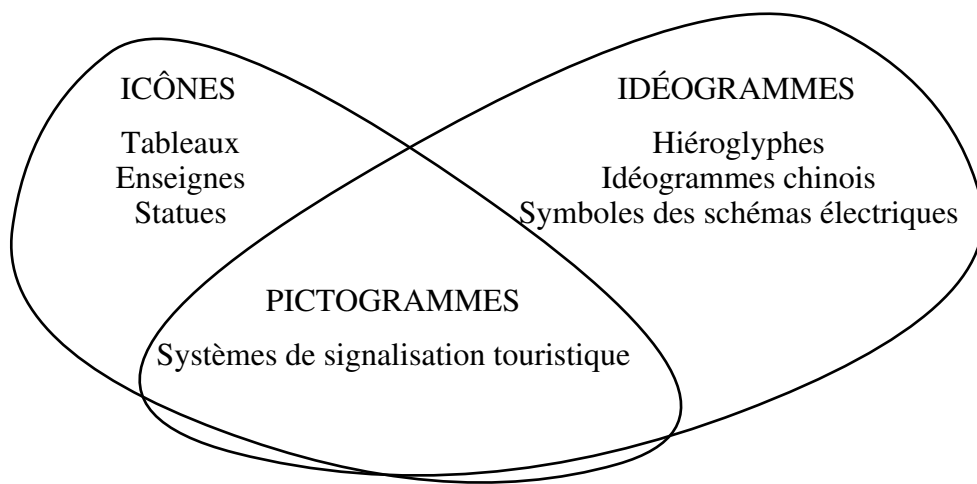 ICÔNES
Tableaux
Enseignes
Statues
IDÉOGRAMMES
Hiéroglyphes
Idéogrammes chinois
Symboles des schémas électriques
PICTOGRAMMES
Systèmes de signalisation touristique